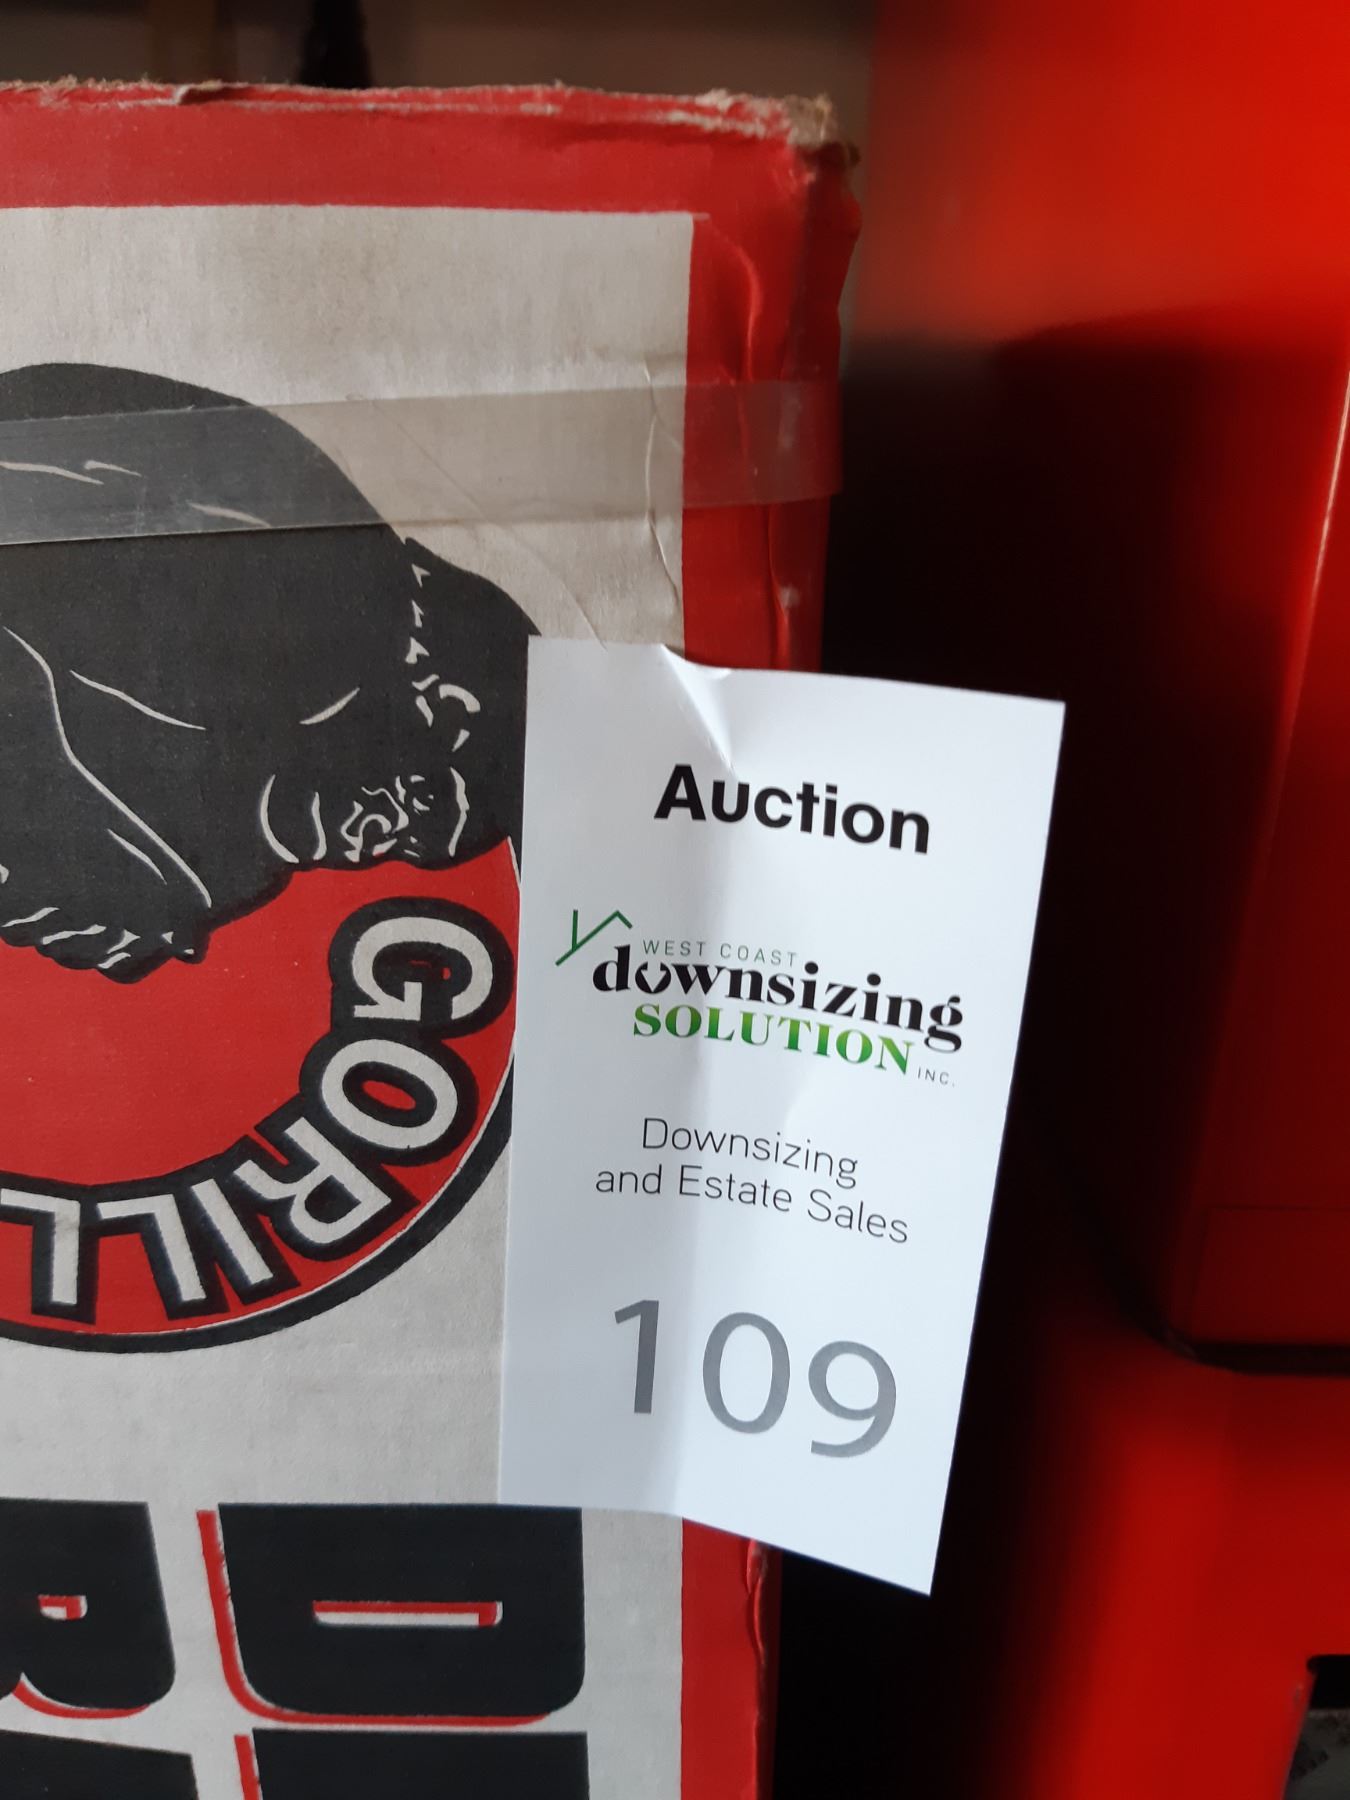 GORILL
Auction
WEST COAST
downsizing
SOLUTION INC.
Downsizing
and Estate Sales
109